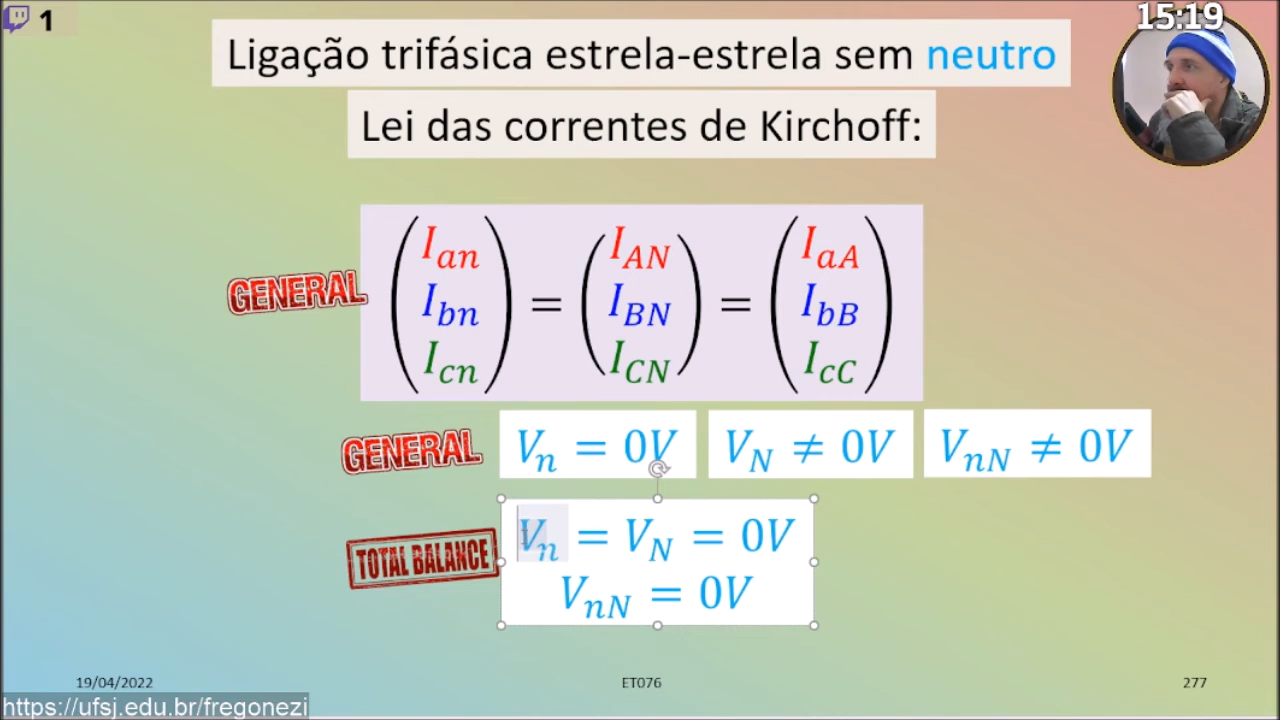 1
15:19
Ligação trifásica estrela-estrela sem neutro
Lei das correntes de Kirchoff:
GENERAL
(I_an I_bn I_cn) = (I_AN I_BN I_CN) = (I_aA I_bB I_cC)
GENERAL
V_n = 0V V_N ≠ 0V V_nN ≠ 0V
TOTAL BALANCE
V_n = V_N = 0V
V_nN = 0V
19/04/2022 ET076 277
https://ufsj.edu.br/fregonezi